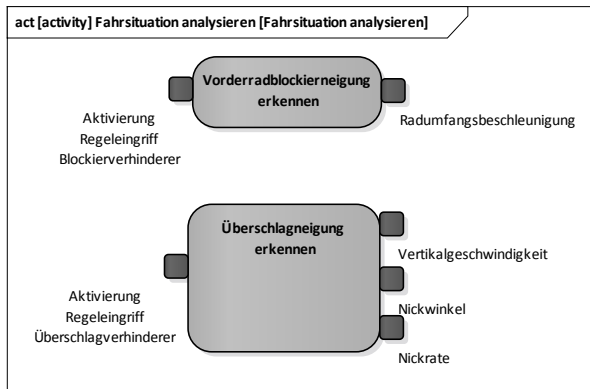 act [activity] Fahrsituation analysieren [Fahrsituation analysieren]
Vorderradblockierneigung
erkennen
Aktivierung
Regeleingriff
Blockierverhinderer
Radumfangsbeschleunigung
Überschlagneigung
erkennen
Vertikalgeschwindigkeit
Aktivierung
Regeleingriff
Überschlagverhinderer
Nickwinkel
Nickrate